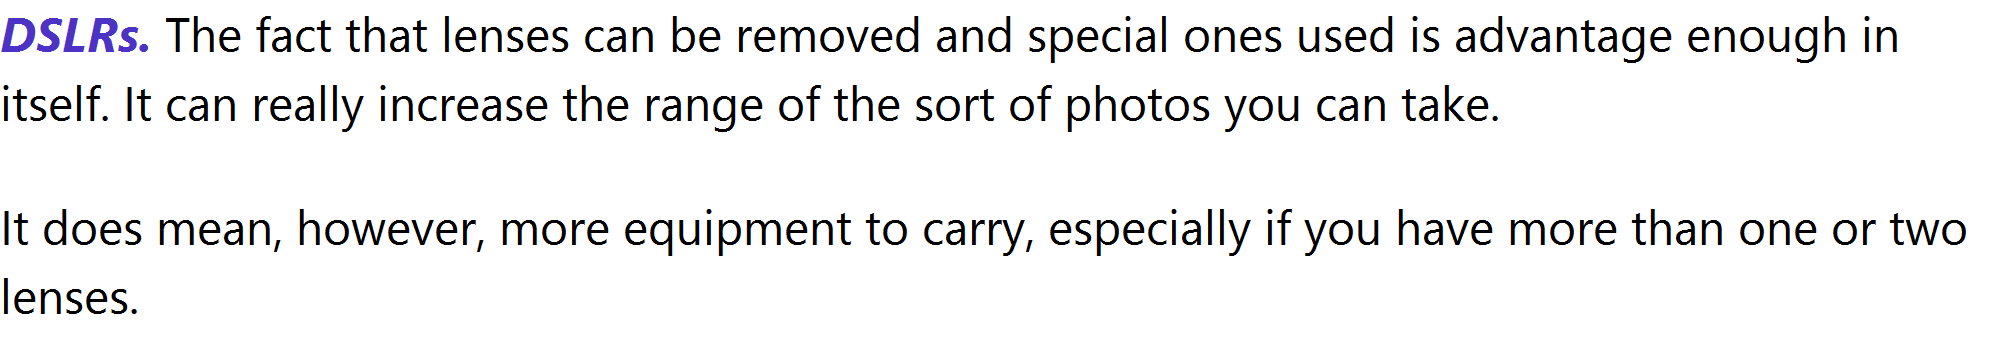 DSLRs. The fact that lenses can be removed and special ones used is advantage enough in
itself. It can really increase the range of the sort of photos you can take.
It does mean, however, more equipment to carry, especially if you have more than one or two
lenses.